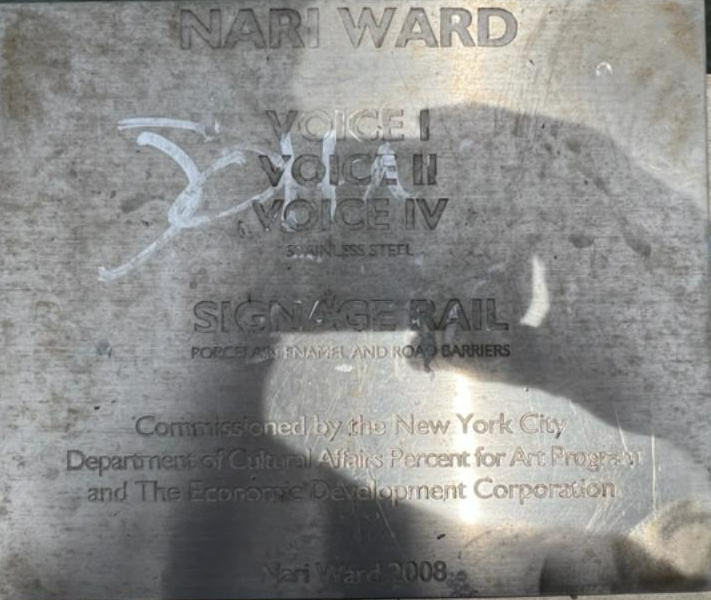 NARI WARD
VOICE I
VOICE II
VOICE IV
STAINLESS STEEL
SIGNAGE RAIL
PORCELAIN ENAMEL AND ROAD BARRIERS
Commissioned by the New York City
Department of Cultural Affairs Percent for Art Program
and The Economic Development Corporation
Nari Ward 2008